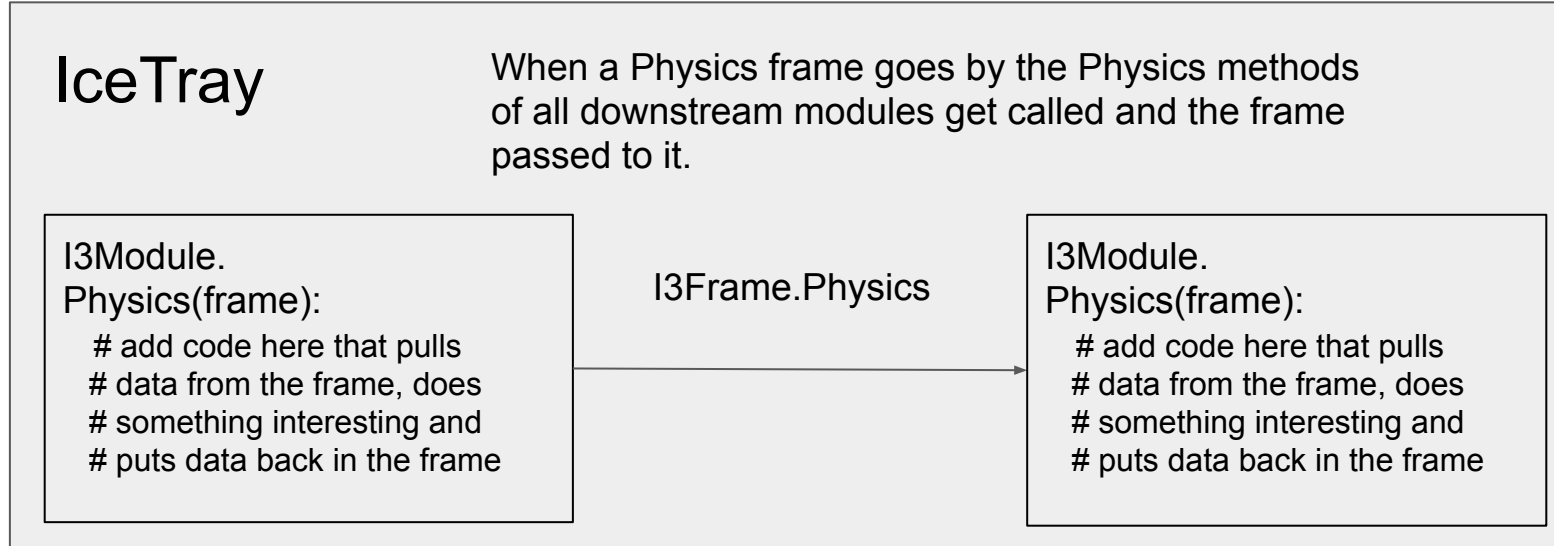 IceTray
When a Physics frame goes by the Physics methods
of all downstream modules get called and the frame
passed to it.
I3Module.
Physics(frame):
# add code here that pulls
# data from the frame, does
# something interesting and
# puts data back in the frame
I3Frame.Physics
I3Module.
Physics(frame):
# add code here that pulls
# data from the frame, does
# something interesting and
# puts data back in the frame